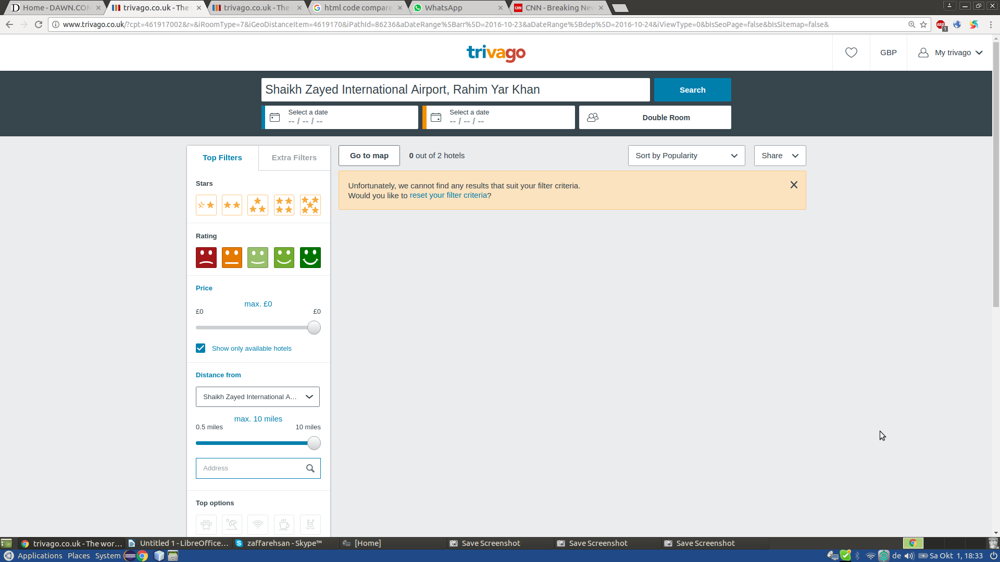 Home - DAWN.COM
trivago.co.uk - The
trivago.co.uk - The
html code compare
WhatsApp
CNN - Breaking New
www.trivago.co.uk/?cpt=461917002&r=&iRoomType=7&iGeoDistanceItem=4619170&iPathId=86236&aDateRange%5Barr%5D=2016-10-23&aDateRange%5Bdep%5D=2016-10-24&iViewType=0&bIsSeoPage=false&bIsSitemap=false&
ABP
1
trivago
GBP
My trivago
Shaikh Zayed International Airport, Rahim Yar Khan
Search
Select a date
-- / -- / --
Select a date
-- / -- / --
Double Room
Top Filters
Extra Filters
Go to map
0 out of 2 hotels
Sort by Popularity
Share
Unfortunately, we cannot find any results that suit your filter criteria.
Would you like to reset your filter criteria?
Stars
Rating
Price
max. £0
£0
£0
Show only available hotels
Distance from
Shaikh Zayed International A...
max. 10 miles
0.5 miles
10 miles
Address
Top options
trivago.co.uk - The wor...
Untitled 1 - LibreOffice...
zaffarehsan - Skype™
[Home]
Save Screenshot
Save Screenshot
Save Screenshot
Applications
Places
System
de
Sa Okt 1, 18:33